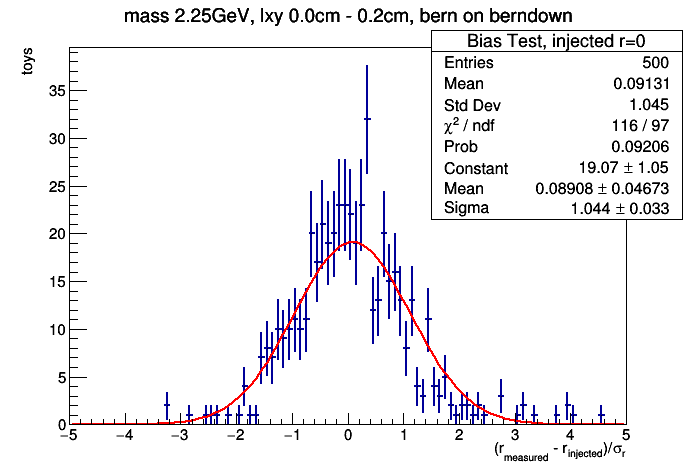 mass 2.25GeV, lxy 0.0cm - 0.2cm, bern on berndown
toys
Bias Test, injected r=0
Entries 500
Mean 0.09131
Std Dev 1.045
χ² / ndf 116 / 97
Prob 0.09206
Constant 19.07 ± 1.05
Mean 0.08908 ± 0.04673
Sigma 1.044 ± 0.033
35
30
25
20
15
10
5
0
−5 −4 −3 −2 −1 0 1 2 3 4 5
(r_measured - r_injected)/σ_r